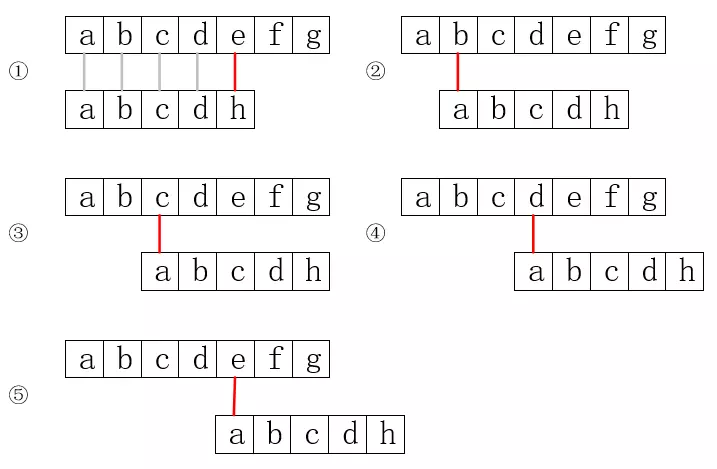 ① a b c d e f g
a b c d h
② a b c d e f g
a b c d h
③ a b c d e f g
a b c d h
④ a b c d e f g
a b c d h
⑤ a b c d e f g
a b c d h